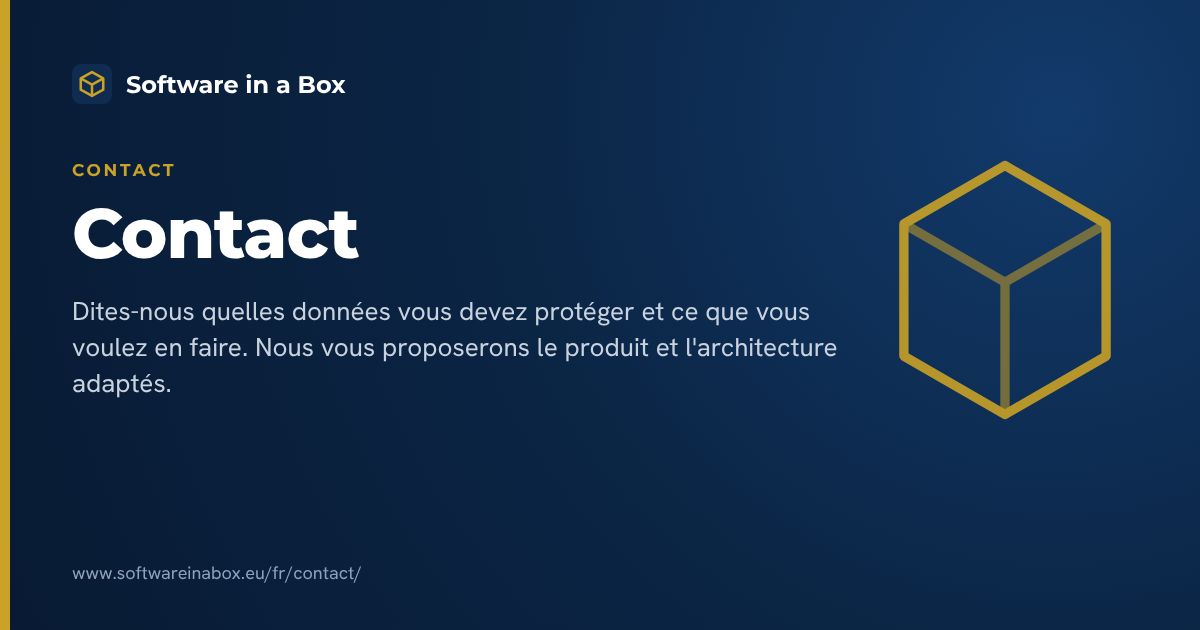 Software in a Box
CONTACT
Contact
Dites-nous quelles données vous devez protéger et ce que vous
voulez en faire. Nous vous proposerons le produit et l'architecture
adaptés.
www.softwareinabox.eu/fr/contact/